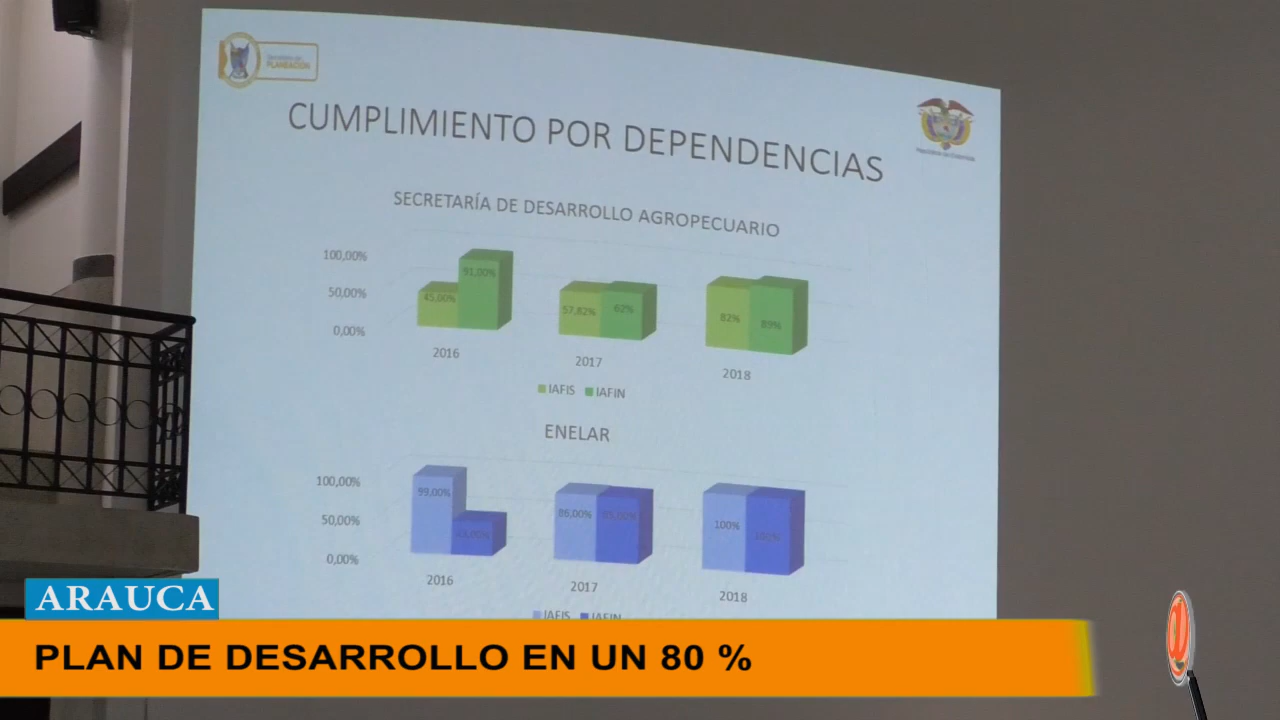 PLANEACIÓN
CUMPLIMIENTO POR DEPENDENCIAS
SECRETARÍA DE DESARROLLO AGROPECUARIO
100,00%
50,00%
0,00%
45,00%
91,00%
57,82%
62%
82%
89%
2016
2017
2018
IAFIS IAFIN
ENELAR
100,00%
50,00%
0,00%
99,00%
86,00%
100%
2016
2017
2018
IAFIS IAFIN
ARAUCA
PLAN DE DESARROLLO EN UN 80 %